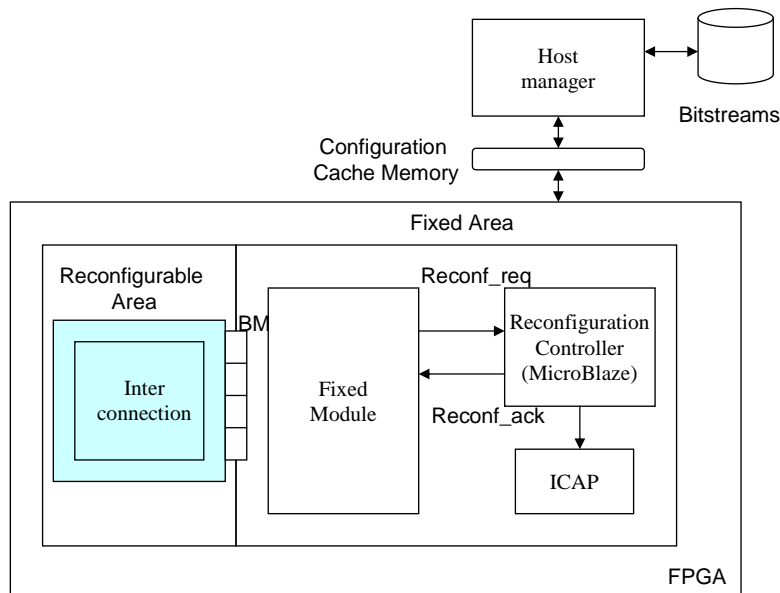 Host
manager
Bitstreams
Configuration
Cache Memory
Fixed Area
Reconfigurable
Area
Reconf_req
BM
Reconfiguration
Controller
(MicroBlaze)
Inter
connection
Fixed
Module
Reconf_ack
ICAP
FPGA